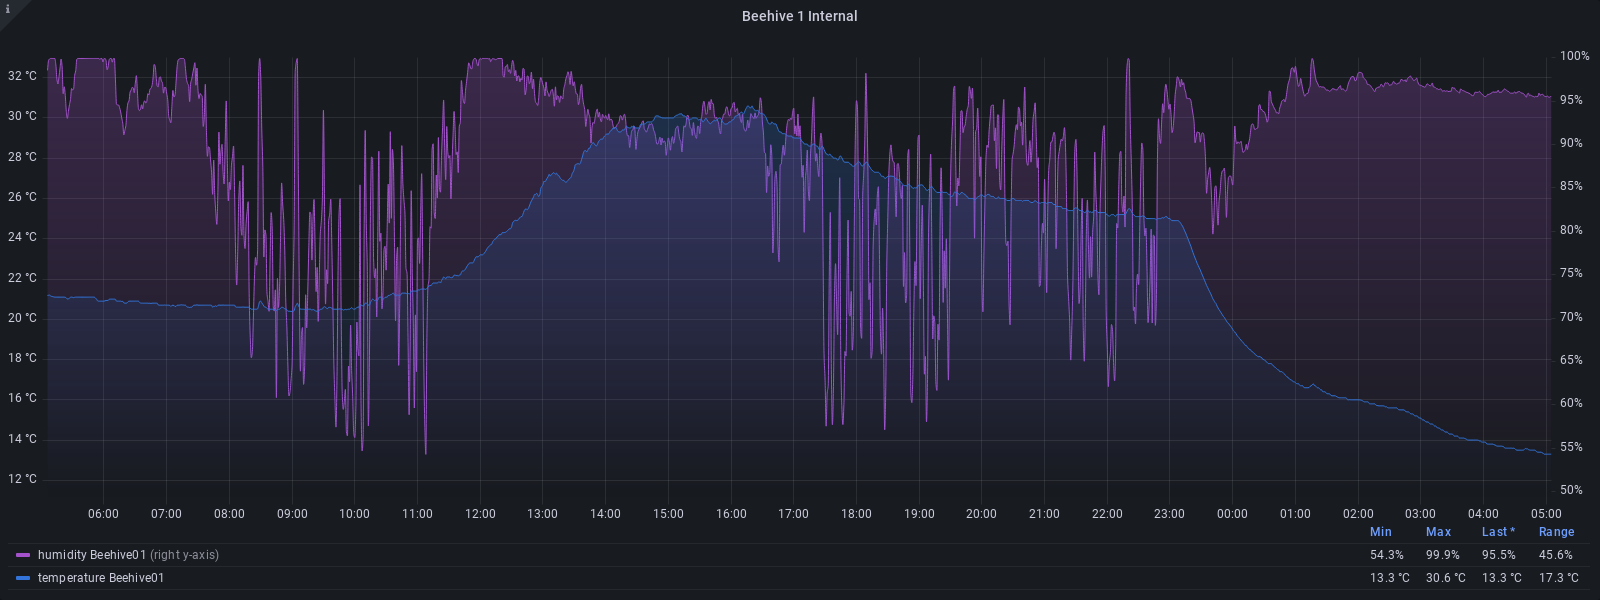 i
Beehive 1 Internal
32 °C
30 °C
28 °C
26 °C
24 °C
22 °C
20 °C
18 °C
16 °C
14 °C
12 °C
100%
95%
90%
85%
80%
75%
70%
65%
60%
55%
50%
06:00 07:00 08:00 09:00 10:00 11:00 12:00 13:00 14:00 15:00 16:00 17:00 18:00 19:00 20:00 21:00 22:00 23:00 00:00 01:00 02:00 03:00 04:00 05:00
Min Max Last * Range
humidity Beehive01 (right y-axis) 54.3% 99.9% 95.5% 45.6%
temperature Beehive01 13.3 °C 30.6 °C 13.3 °C 17.3 °C